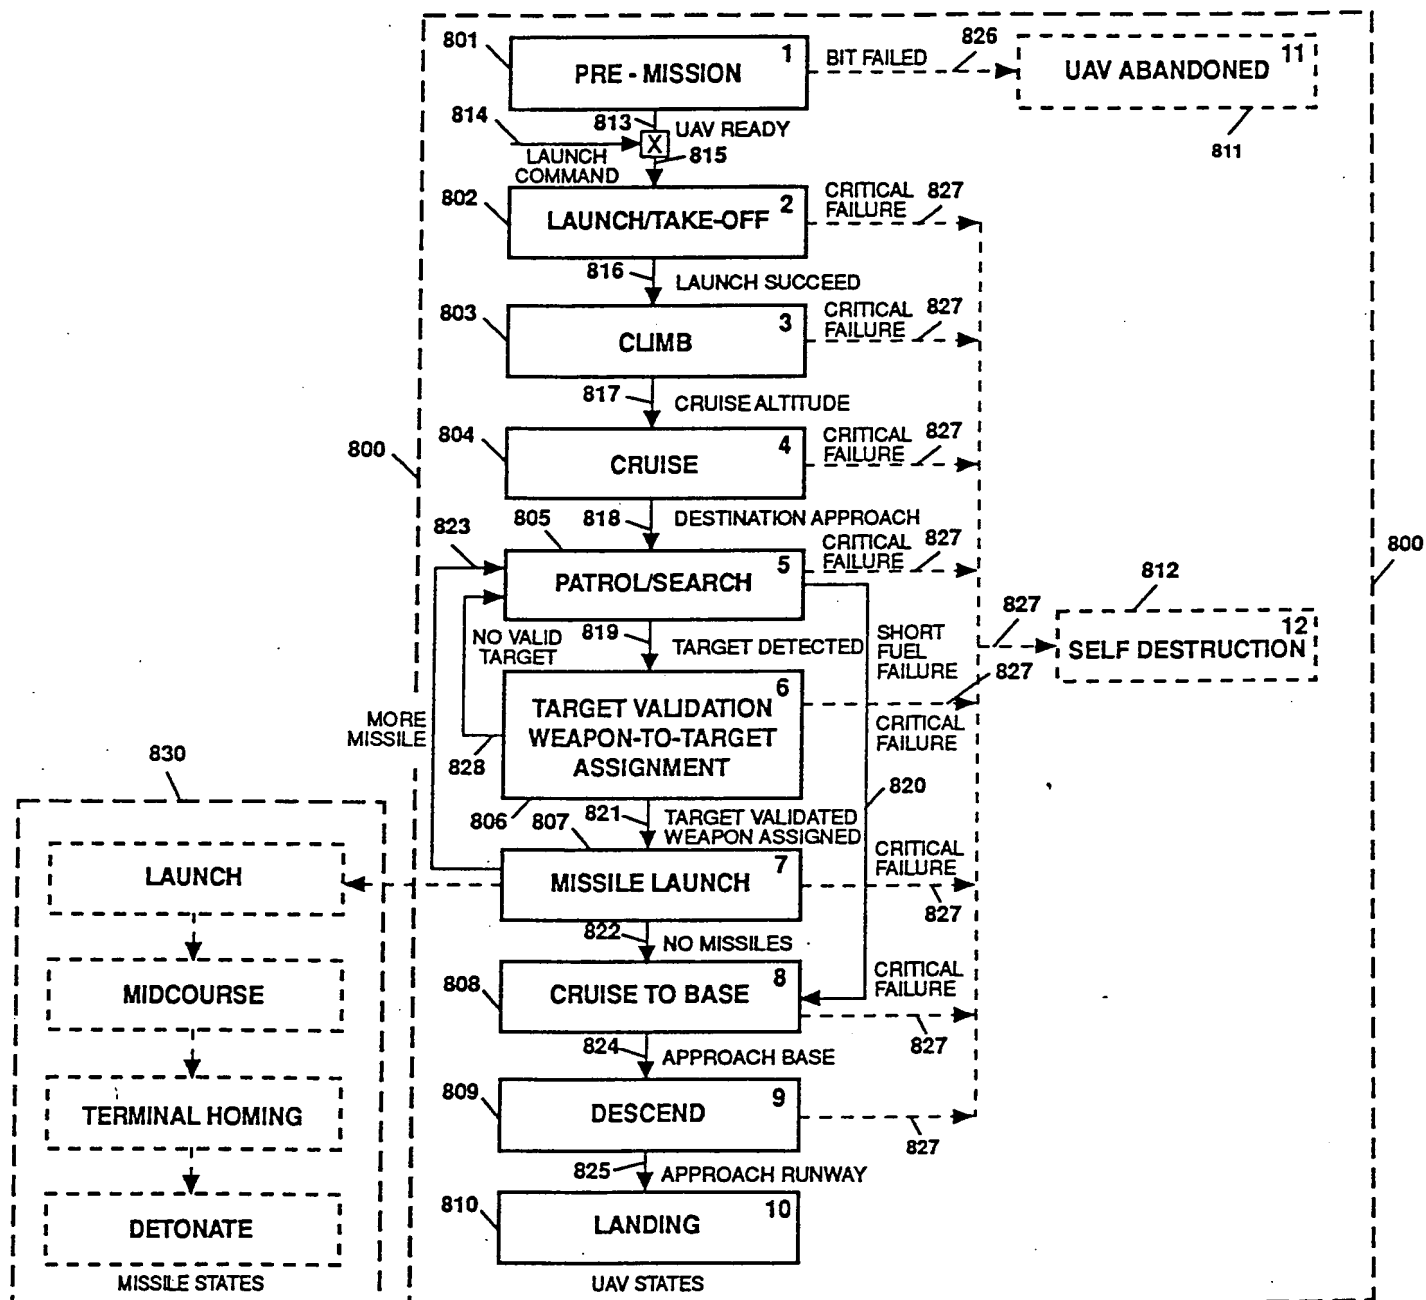 801
PRE - MISSION
1
BIT FAILED
826
UAV ABANDONED
11
811
814
813
UAV READY
X
LAUNCH
COMMAND
815
802
LAUNCH/TAKE-OFF
2
CRITICAL
FAILURE
827
816
LAUNCH SUCCEED
803
CLIMB
3
CRITICAL
FAILURE
827
817
CRUISE ALTITUDE
800
804
CRUISE
4
CRITICAL
FAILURE
827
823
805
818
DESTINATION APPROACH
PATROL/SEARCH
5
CRITICAL
FAILURE
827
800
812
SELF DESTRUCTION
12
827
NO VALID
TARGET
819
TARGET DETECTED
SHORT
FUEL
FAILURE
827
MORE
MISSILE
TARGET VALIDATION
WEAPON-TO-TARGET
ASSIGNMENT
6
CRITICAL
FAILURE
828
820
806
807
821
TARGET VALIDATED
WEAPON ASSIGNED
MISSILE LAUNCH
7
CRITICAL
FAILURE
827
822
NO MISSILES
808
CRUISE TO BASE
8
CRITICAL
FAILURE
827
824
APPROACH BASE
809
DESCEND
9
827
825
APPROACH RUNWAY
810
LANDING
10
UAV STATES
830
LAUNCH
MIDCOURSE
TERMINAL HOMING
DETONATE
MISSILE STATES